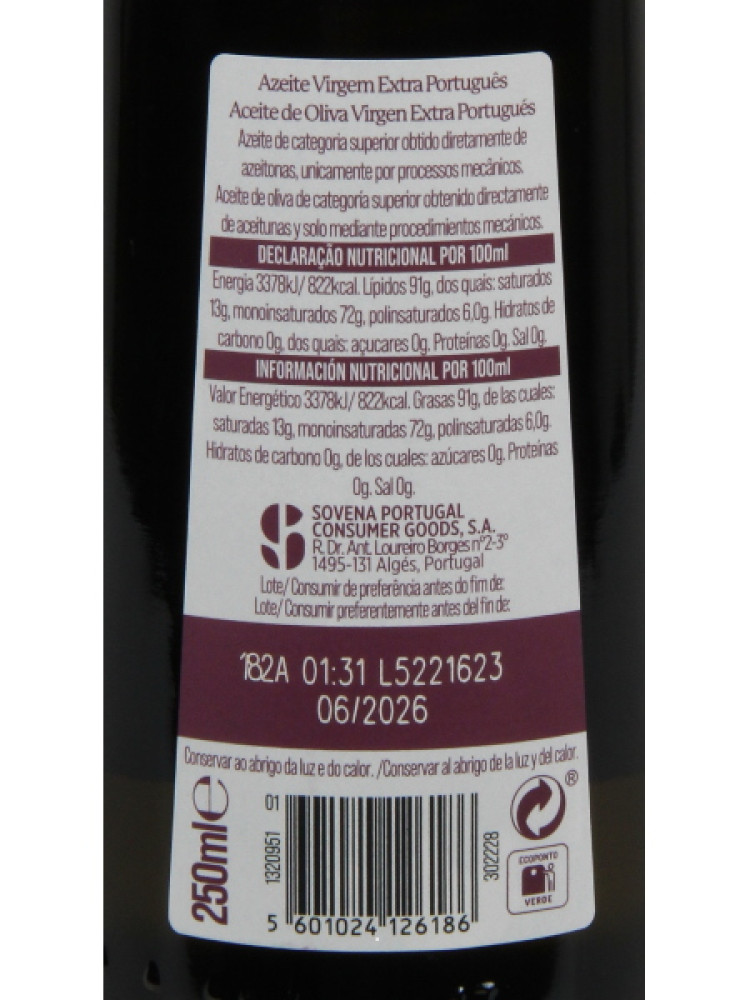 Azeite Virgem Extra Português
Aceite de Oliva Virgen Extra Portugués
Azeite de categoria superior obtido diretamente de
azeitonas, unicamente por processos mecânicos.
Aceite de oliva de categoria superior obtenido directamente
de aceitunas y solo mediante procedimientos mecánicos.
DECLARAÇÃO NUTRICIONAL POR 100ml
Energia 3378kJ/ 822kcal. Lípidos 91g, dos quais: saturados
13g, monoinsaturados 72g, polinsaturados 6,0g. Hidratos de
carbono 0g, dos quais: açucares 0g. Proteínas 0g. Sal 0g.
INFORMACIÓN NUTRICIONAL POR 100ml
Valor Energético 3378kJ/ 822kcal. Grasas 91g, de las cuales:
saturadas 13g, monoinsaturadas 72g, polinsaturadas 6,0g.
Hidratos de carbono 0g, de los cuales: azúcares 0g. Proteínas
0g. Sal 0g.
SOVENA PORTUGAL
CONSUMER GOODS, S.A.
R. Dr. Ant. Loureiro Borges nº2-3º
1495-131 Algés, Portugal
Lote/ Consumir de preferência antes do fim de:
Lote/ Consumir preferentemente antes del fin de:
182A 01:31 L5221623
06/2026
Conservar ao abrigo da luz e do calor. /Conservar al abrigo de la luz y del calor.
250ml e
1320951 01
302228
®
ECOPONTO
VERDE
5 601024 126186